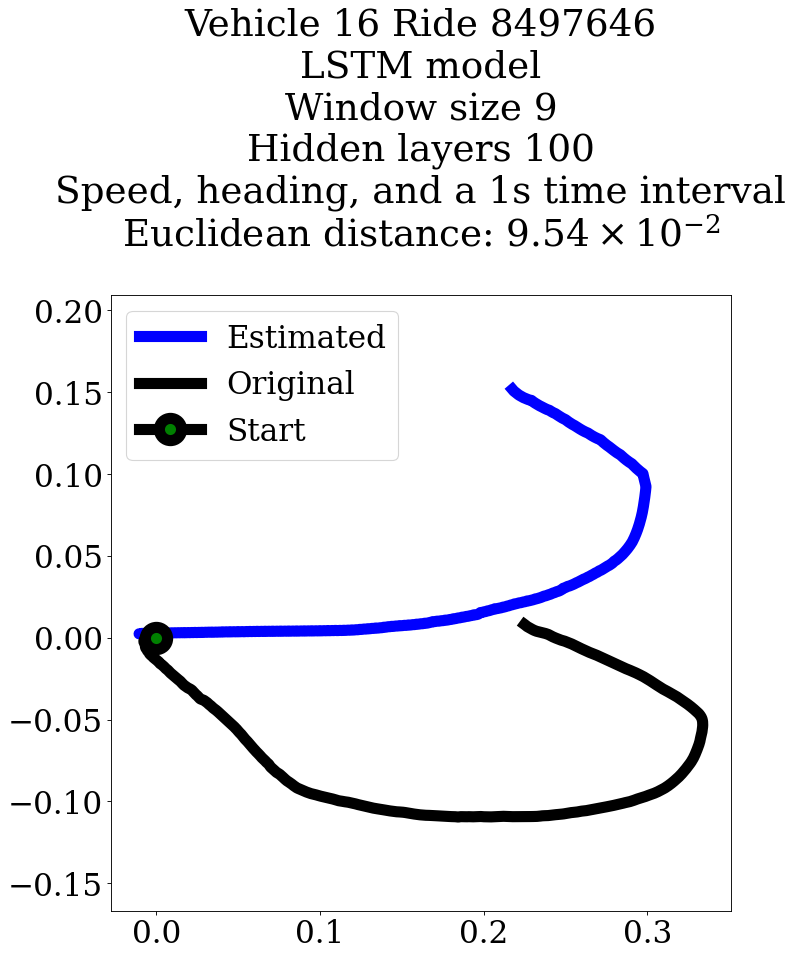 Vehicle 16 Ride 8497646
LSTM model
Window size 9
Hidden layers 100
Speed, heading, and a 1s time interval
Euclidean distance: 9.54 × 10⁻²
Estimated
Original
Start
0.20
0.15
0.10
0.05
0.00
−0.05
−0.10
−0.15
0.0 0.1 0.2 0.3